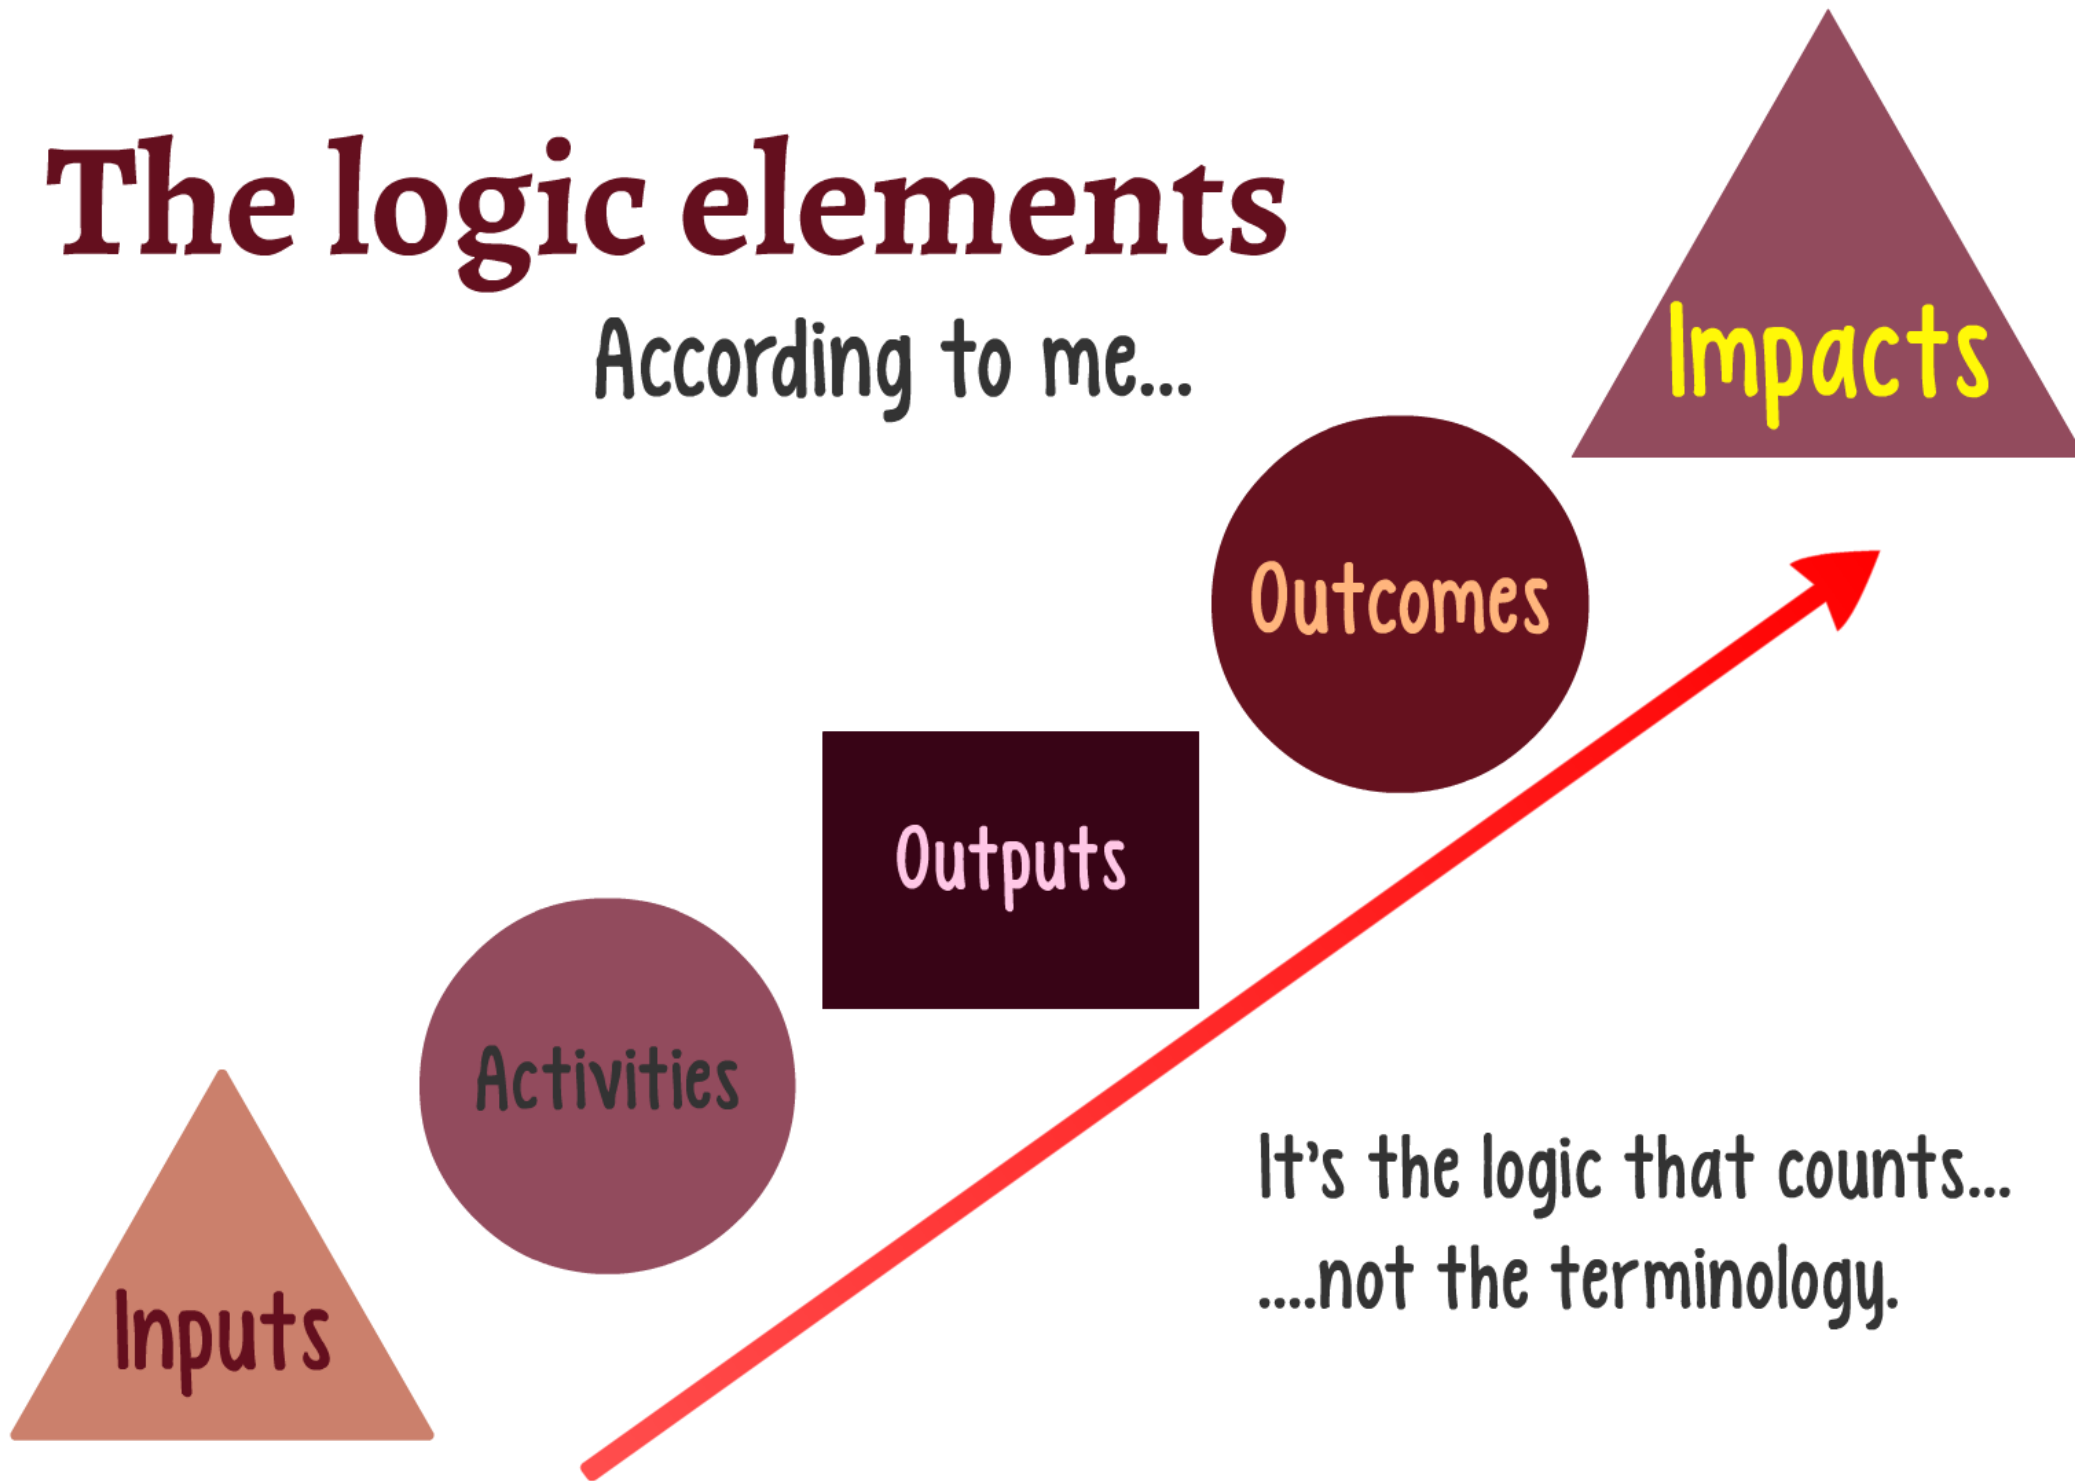 The logic elements
According to me...
Impacts
Outcomes
Outputs
Activities
Inputs
It's the logic that counts...
....not the terminology.